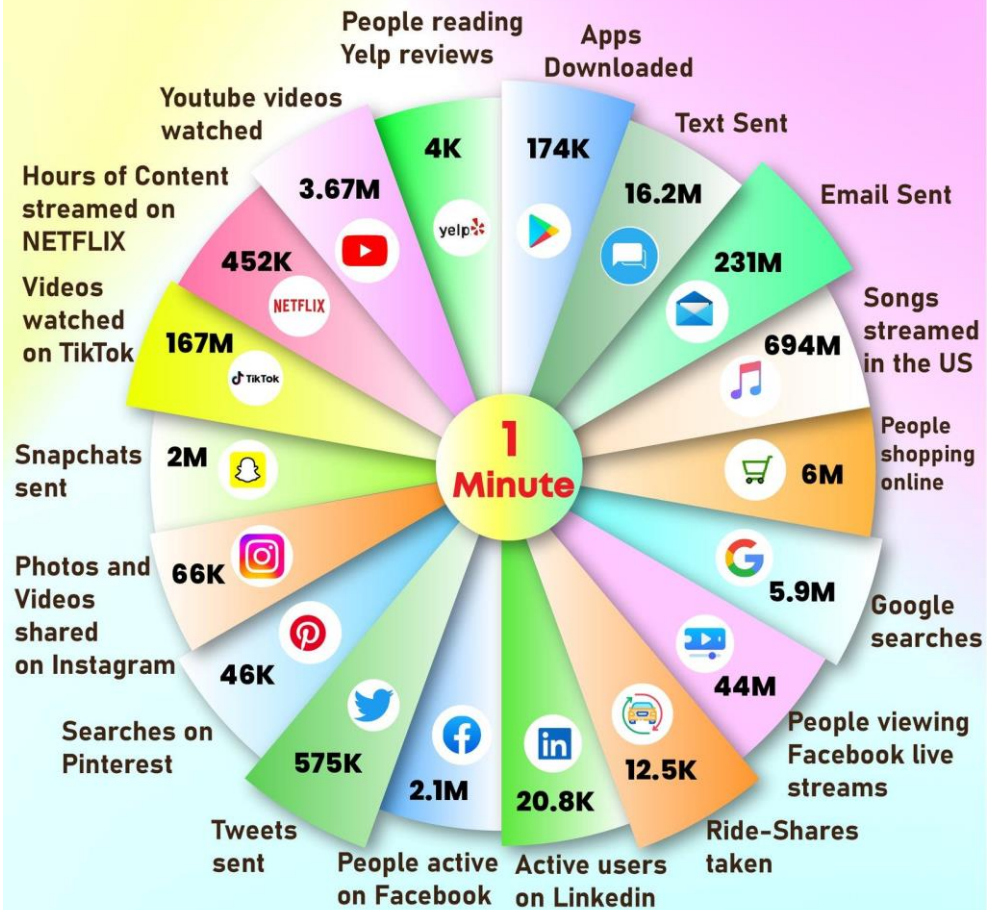 People reading
Yelp reviews
4K
yelp
Apps
Downloaded
174K
Text Sent
16.2M
Email Sent
231M
Songs
streamed
in the US
694M
People
shopping
online
6M
Google
searches
5.9M
G
People viewing
Facebook live
streams
44M
Ride-Shares
taken
12.5K
Active users
on Linkedin
20.8K
in
People active
on Facebook
2.1M
f
Tweets
sent
575K
Searches on
Pinterest
46K
Photos and
Videos
shared
on Instagram
66K
Snapchats
sent
2M
Videos
watched
on TikTok
167M
TikTok
Hours of Content
streamed on
NETFLIX
452K
NETFLIX
Youtube videos
watched
3.67M
1
Minute